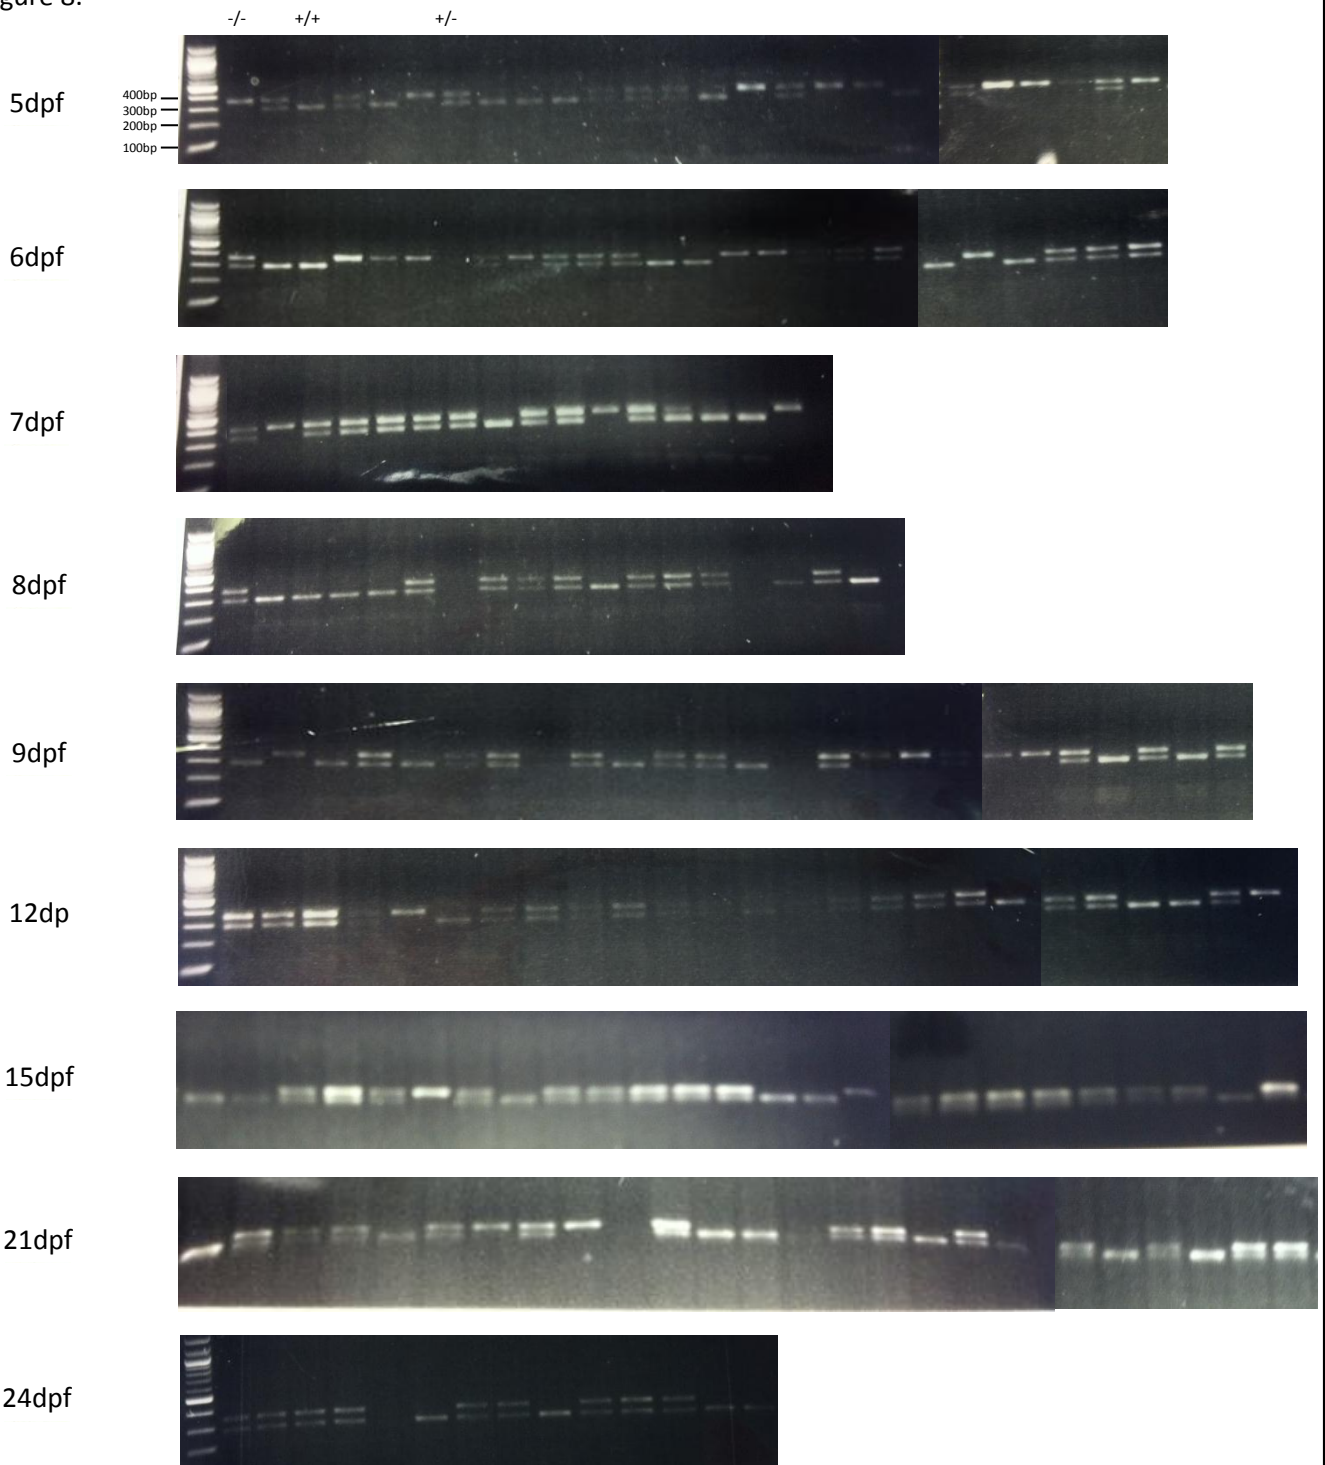 gure 8:
-/- +/+ +/-
5dpf
400bp
300bp
200bp
100bp
6dpf
7dpf
8dpf
9dpf
12dp
15dpf
21dpf
24dpf